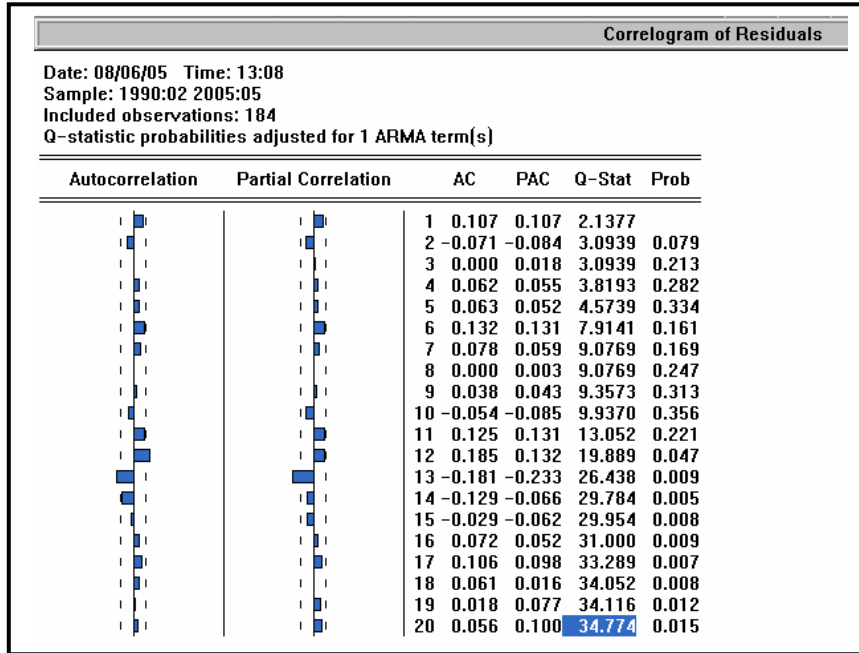 Correlogram of Residuals
Date: 08/06/05 Time: 13:08
Sample: 1990:02 2005:05
Included observations: 184
Q-statistic probabilities adjusted for 1 ARMA term(s)
Autocorrelation Partial Correlation AC PAC Q-Stat Prob
1 0.107 0.107 2.1377
2 -0.071 -0.084 3.0939 0.079
3 0.000 0.018 3.0939 0.213
4 0.062 0.055 3.8193 0.282
5 0.063 0.052 4.5739 0.334
6 0.132 0.131 7.9141 0.161
7 0.078 0.059 9.0769 0.169
8 0.000 0.003 9.0769 0.247
9 0.038 0.043 9.3573 0.313
10 -0.054 -0.085 9.9370 0.356
11 0.125 0.131 13.052 0.221
12 0.185 0.132 19.889 0.047
13 -0.181 -0.233 26.438 0.009
14 -0.129 -0.066 29.784 0.005
15 -0.029 -0.062 29.954 0.008
16 0.072 0.052 31.000 0.009
17 0.106 0.098 33.289 0.007
18 0.061 0.016 34.052 0.008
19 0.018 0.077 34.116 0.012
20 0.056 0.100 34.774 0.015